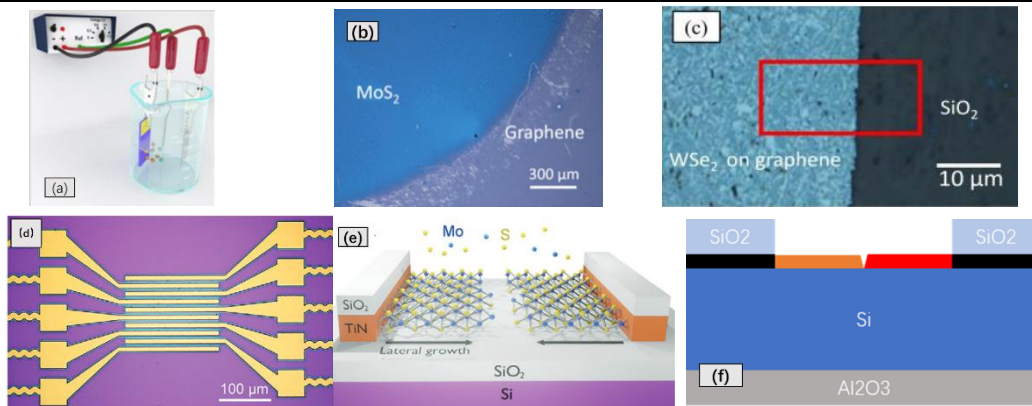 (a)
(b)
MoS₂
Graphene
300 μm
(c)
SiO₂
WSe₂ on graphene
10 μm
(d)
100 μm
(e)
Mo
S
SiO₂
TiN
Lateral growth
SiO₂
Si
SiO2
SiO2
Si
(f)
Al2O3